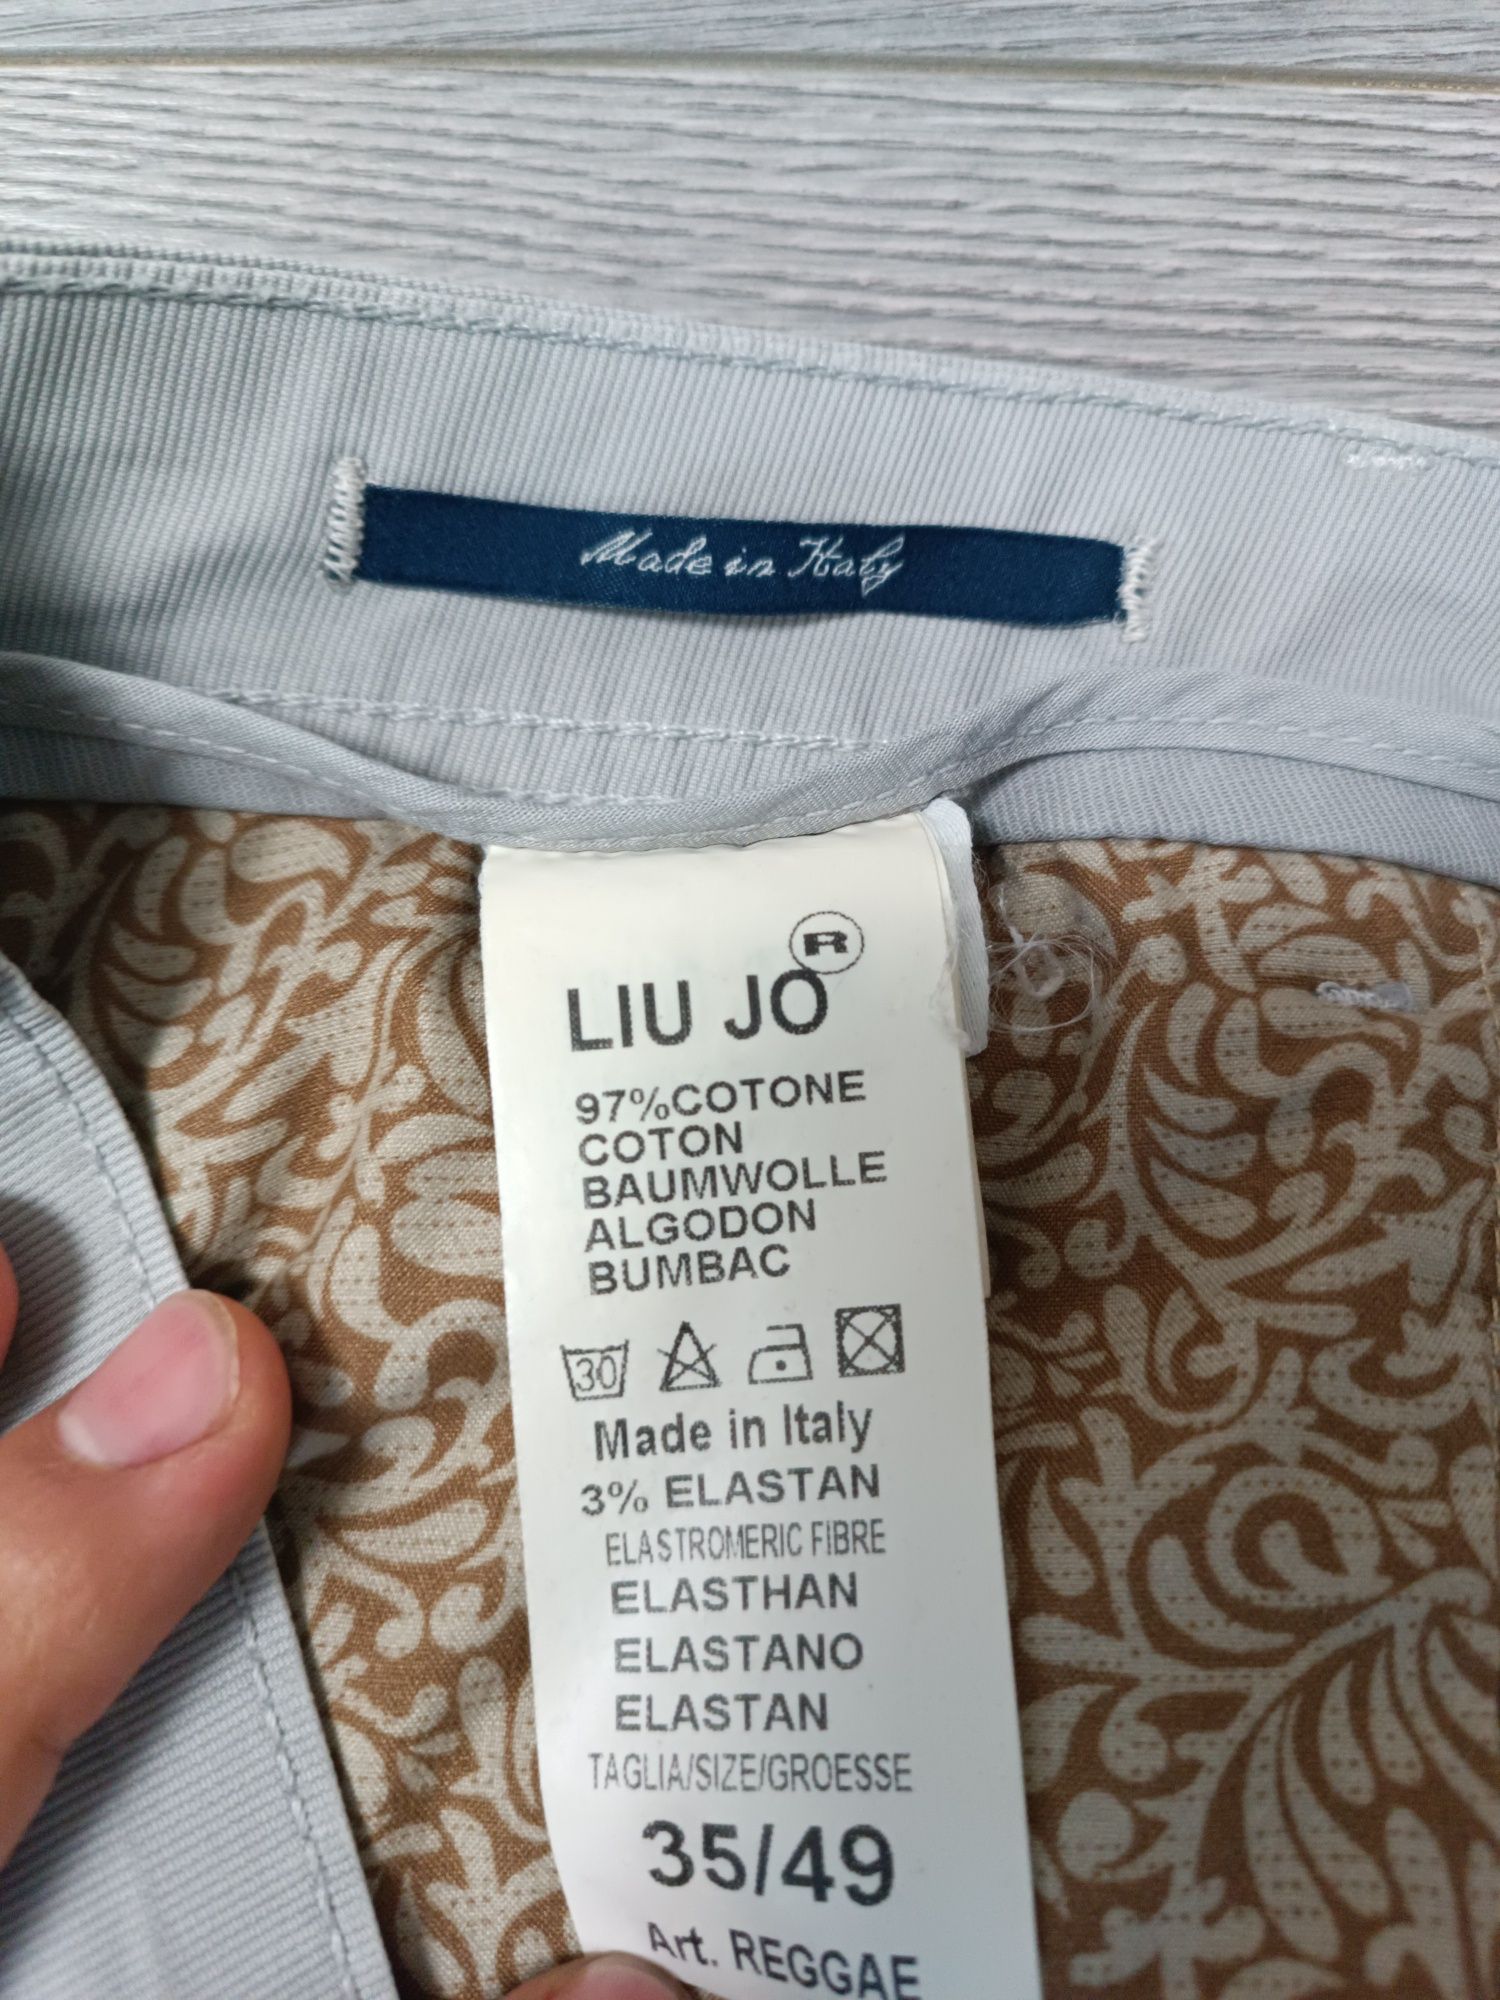 Made in Italy
LIU JO®
97%COTONE
COTON
BAUMWOLLE
ALGODON
BUMBAC
30
Made in Italy
3% ELASTAN
ELASTROMERIC FIBRE
ELASTHAN
ELASTANO
ELASTAN
TAGLIA/SIZE/GROESSE
35/49
Art. REGGAE